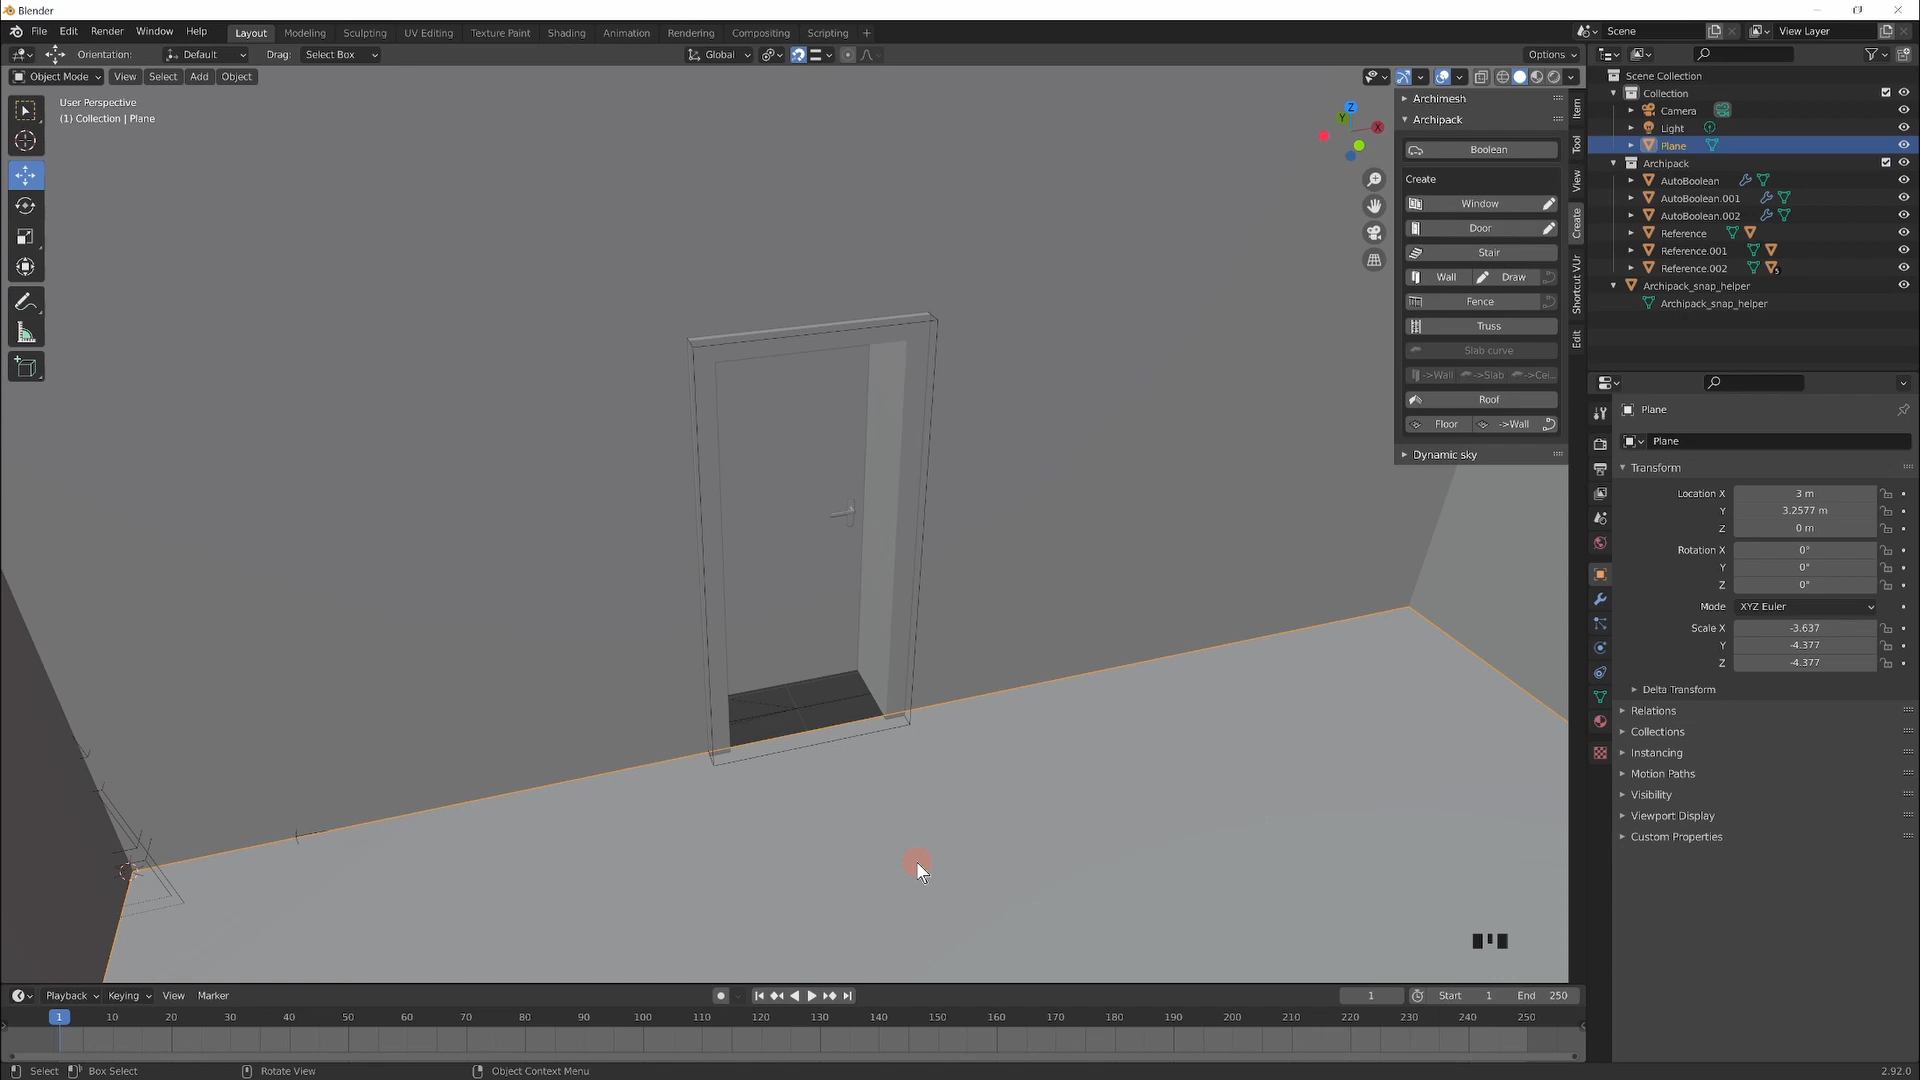 Blender
File Edit Render Window Help Layout Modeling Sculpting UV Editing Texture Paint Shading Animation Rendering Compositing Scripting + Scene View Layer
Orientation: Default Drag: Select Box Global Options
Object Mode View Select Add Object
User Perspective
(1) Collection | Plane
Z
Y
X
Archimesh
Archipack
Boolean
Create
Window
Door
Stair
Wall Draw
Fence
Truss
Slab curve
->Wall ->Slab ->Cei...
Roof
Floor ->Wall
Dynamic sky
Item
Tool
View
Create
Shortcut VUr
Edit
Scene Collection
Collection
Camera
Light
Plane
Archipack
AutoBoolean
AutoBoolean.001
AutoBoolean.002
Reference
Reference.001
Reference.002 5
Archipack_snap_helper
Archipack_snap_helper
Plane
Plane
Transform
Location X 3 m
Y 3.2577 m
Z 0 m
Rotation X 0°
Y 0°
Z 0°
Mode XYZ Euler
Scale X -3.637
Y -4.377
Z -4.377
Delta Transform
Relations
Collections
Instancing
Motion Paths
Visibility
Viewport Display
Custom Properties
Playback Keying View Marker 1 Start 1 End 250
1 10 20 30 40 50 60 70 80 90 100 110 120 130 140 150 160 170 180 190 200 210 220 230 240 250
Select Box Select Rotate View Object Context Menu 2.92.0